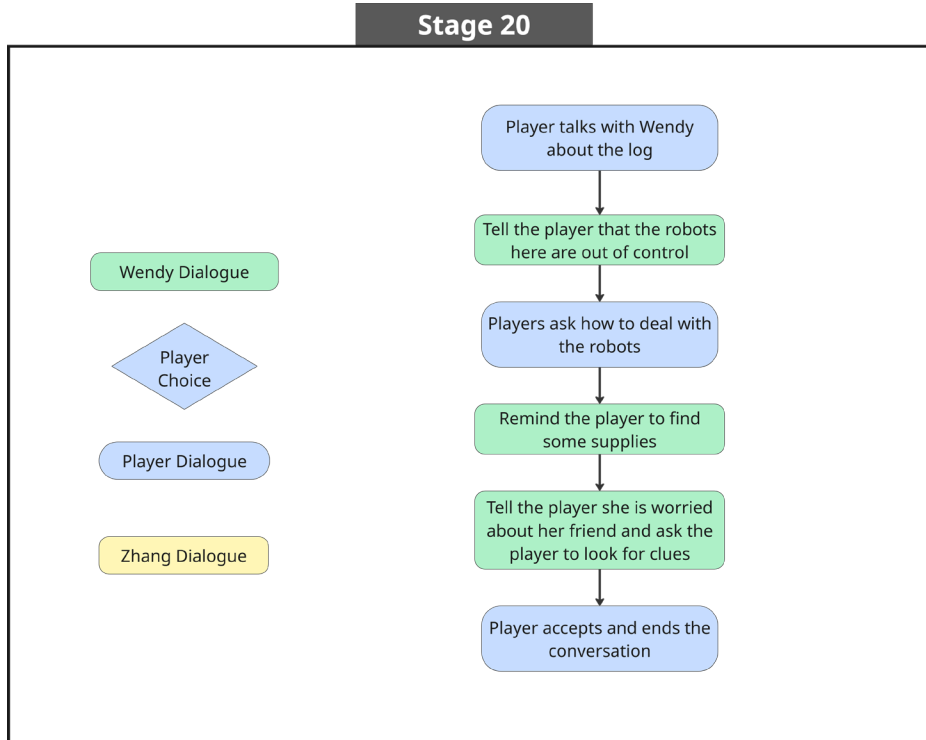 Stage 20
Player talks with Wendy
about the log
Tell the player that the robots
here are out of control
Players ask how to deal with
the robots
Remind the player to find
some supplies
Tell the player she is worried
about her friend and ask the
player to look for clues
Player accepts and ends the
conversation
Wendy Dialogue
Player
Choice
Player Dialogue
Zhang Dialogue